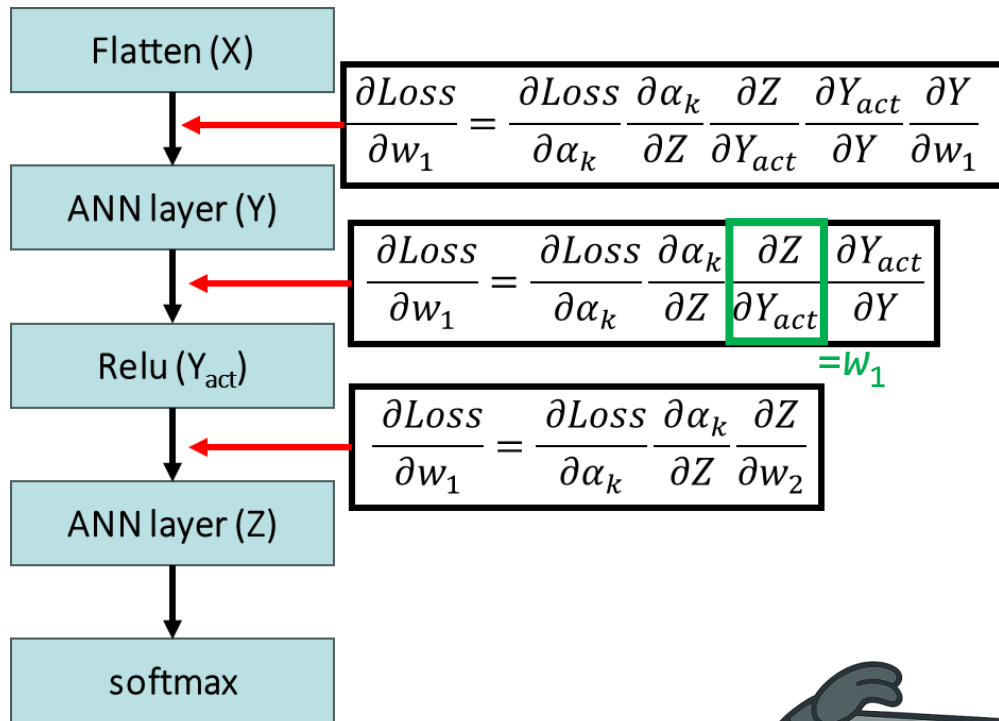 Flatten (X)
∂Loss/∂w₁ = ∂Loss/∂α_k ∂α_k/∂Z ∂Z/∂Y_act ∂Y_act/∂Y ∂Y/∂w₁
ANN layer (Y)
∂Loss/∂w₁ = ∂Loss/∂α_k ∂α_k/∂Z ∂Z/∂Y_act ∂Y_act/∂Y
=w₁
Relu (Y_act)
∂Loss/∂w₁ = ∂Loss/∂α_k ∂α_k/∂Z ∂Z/∂w₂
ANN layer (Z)
softmax